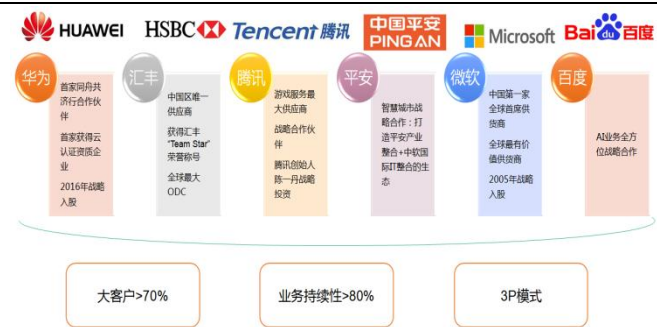 HUAWEI
HSBC
Tencent 腾讯
中国平安
PING AN
Microsoft
Bai du 百度
华为
首家同舟共
济行合作伙
伴
首家获得云
认证资质企
业
2016年战略
入股
汇丰
中国区唯一
供应商
获得汇丰
"Team Star"
荣誉称号
全球最大
ODC
腾讯
游戏服务最
大供应商
战略合作伙
伴
腾讯创始人
陈一丹战略
投资
平安
智慧城市战
略合作：打
造平安产业
整合+中软国
际IT整合的生
态
微软
中国第一家
全球首席供
货商
全球最有价
值供货商
2005年战略
入股
百度
AI业务全方
位战略合作
大客户>70%
业务持续性>80%
3P模式